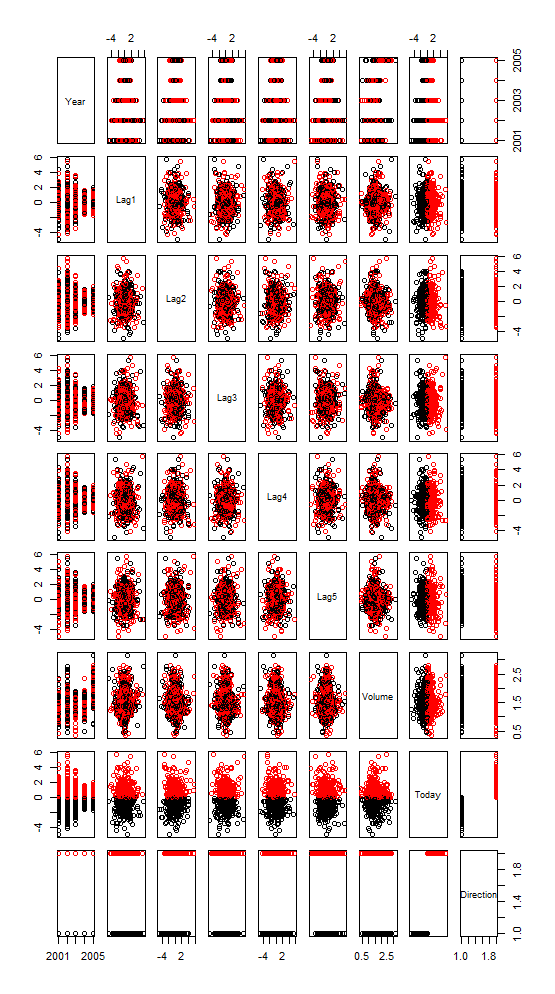 -4 2 -4 2 -4 2 -4 2
Year 2001 2003 2005
-4 0 2 4 6 Lag1
Lag2 -4 0 2 4 6
-4 0 2 4 6 Lag3
Lag4 -4 0 2 4 6
-4 0 2 4 6 Lag5
Volume 0.5 1.5 2.5
-4 0 2 4 6 Today
Direction 1.0 1.4 1.8
2001 2005 -4 2 -4 2 0.5 2.5 1.0 1.8